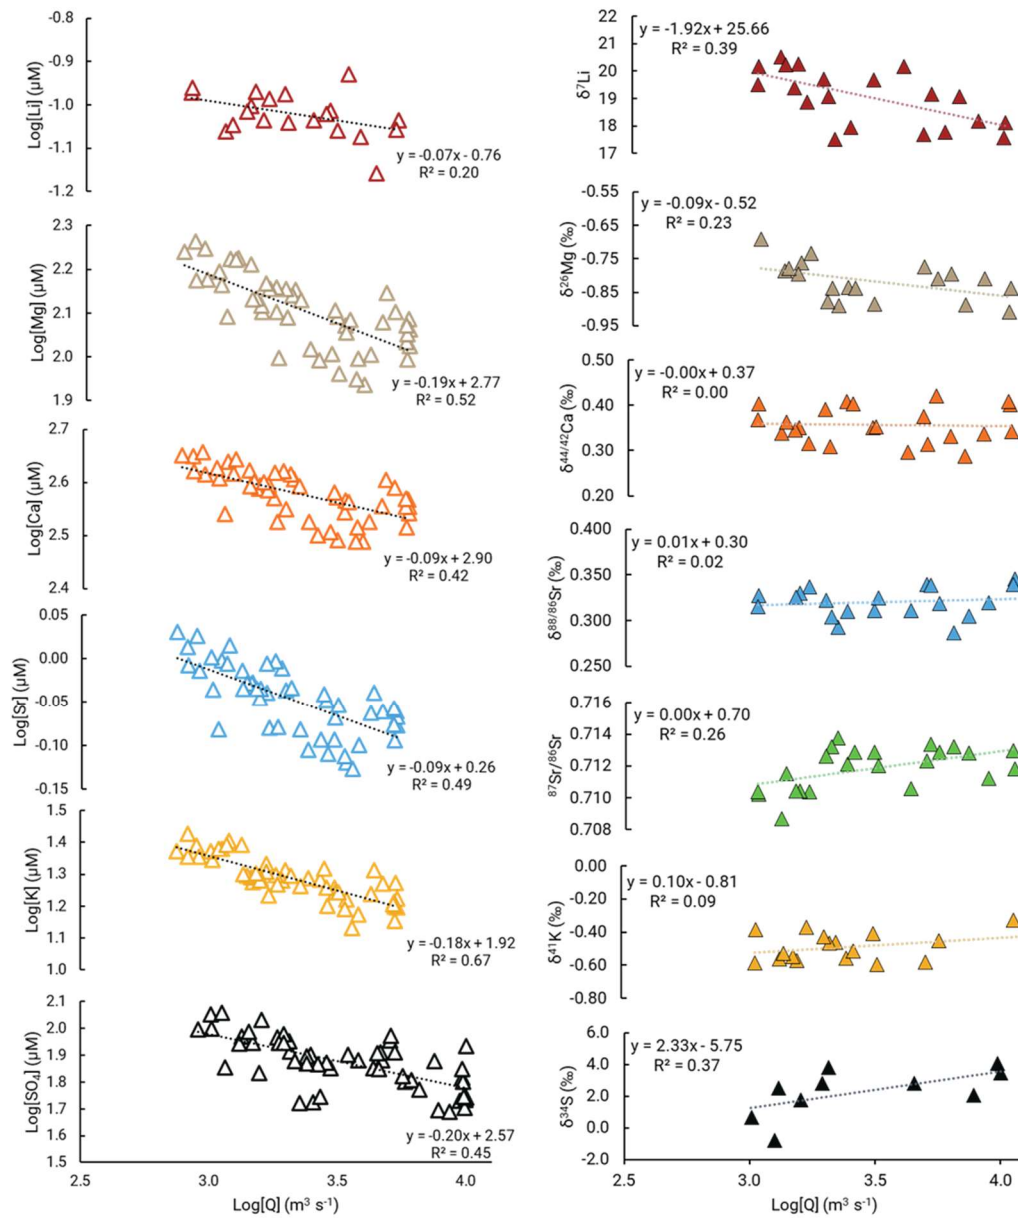 -0.8
-0.9
-1.0
-1.1
-1.2
Log[Li] (μM)
y = -0.07x - 0.76
R² = 0.20
2.3
2.2
2.1
2.0
1.9
Log[Mg] (μM)
y = -0.19x + 2.77
R² = 0.52
2.7
2.6
2.5
2.4
Log[Ca] (μM)
y = -0.09x + 2.90
R² = 0.42
0.05
0.00
-0.05
-0.10
-0.15
Log[Sr] (μM)
y = -0.09x + 0.26
R² = 0.49
1.5
1.4
1.3
1.2
1.1
1.0
Log[K] (μM)
y = -0.18x + 1.92
R² = 0.67
2.1
2.0
1.9
1.8
1.7
1.6
1.5
Log[SO₄] (μM)
y = -0.20x + 2.57
R² = 0.45
2.5
3.0
3.5
4.0
Log[Q] (m³ s⁻¹)
22
21
20
19
18
17
δ⁷Li
y = -1.92x + 25.66
R² = 0.39
-0.55
-0.65
-0.75
-0.85
-0.95
δ²⁶Mg (‰)
y = -0.09x - 0.52
R² = 0.23
0.50
0.40
0.30
0.20
δ⁴⁴/⁴²Ca (‰)
y = -0.00x + 0.37
R² = 0.00
0.400
0.350
0.300
0.250
δ⁸⁸/⁸⁶Sr (‰)
y = 0.01x + 0.30
R² = 0.02
0.716
0.714
0.712
0.710
0.708
⁸⁷Sr/⁸⁶Sr
y = 0.00x + 0.70
R² = 0.26
0.00
-0.20
-0.40
-0.60
-0.80
δ⁴¹K (‰)
y = 0.10x - 0.81
R² = 0.09
6.0
4.0
2.0
0.0
-2.0
δ³⁴S (‰)
y = 2.33x - 5.75
R² = 0.37
2.5
3.0
3.5
4.0
Log[Q] (m³ s⁻¹)